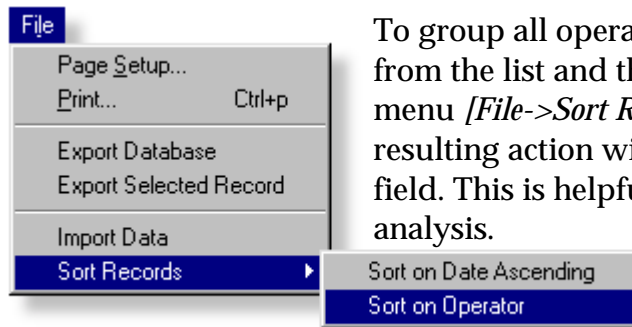 File
Page Setup...
Print... Ctrl+p
Export Database
Export Selected Record
Import Data
Sort Records
Sort on Date Ascending
Sort on Operator
To group all opera
from the list and th
menu [File->Sort R
resulting action wi
field. This is helpfu
analysis.